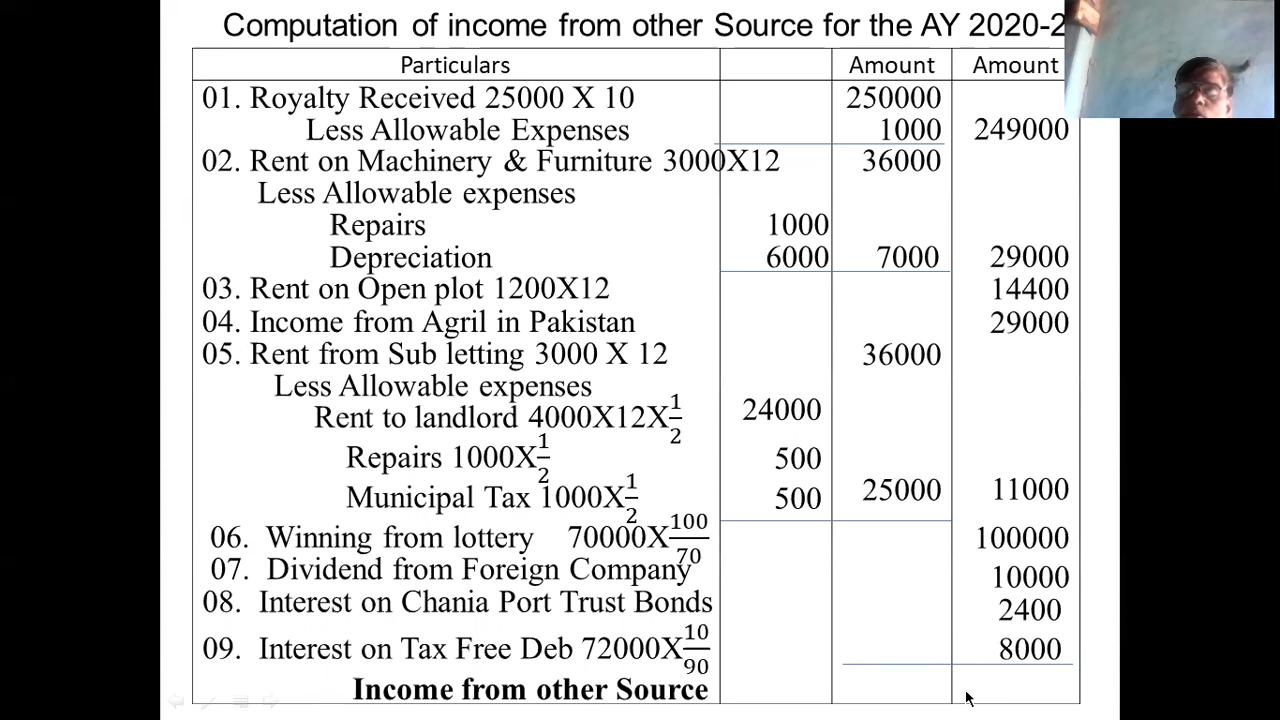 Computation of income from other Source for the AY 2020-2
Particulars Amount Amount
01. Royalty Received 25000 X 10 250000
Less Allowable Expenses 1000 249000
02. Rent on Machinery & Furniture 3000X12 36000
Less Allowable expenses
Repairs 1000
Depreciation 6000 7000 29000
03. Rent on Open plot 1200X12 14400
04. Income from Agril in Pakistan 29000
05. Rent from Sub letting 3000 X 12 36000
Less Allowable expenses
Rent to landlord 4000X12X1/2 24000
Repairs 1000X1/2 500
Municipal Tax 1000X1/2 500 25000 11000
06. Winning from lottery 70000X100/70 100000
07. Dividend from Foreign Company 10000
08. Interest on Chania Port Trust Bonds 2400
09. Interest on Tax Free Deb 72000X10/90 8000
Income from other Source